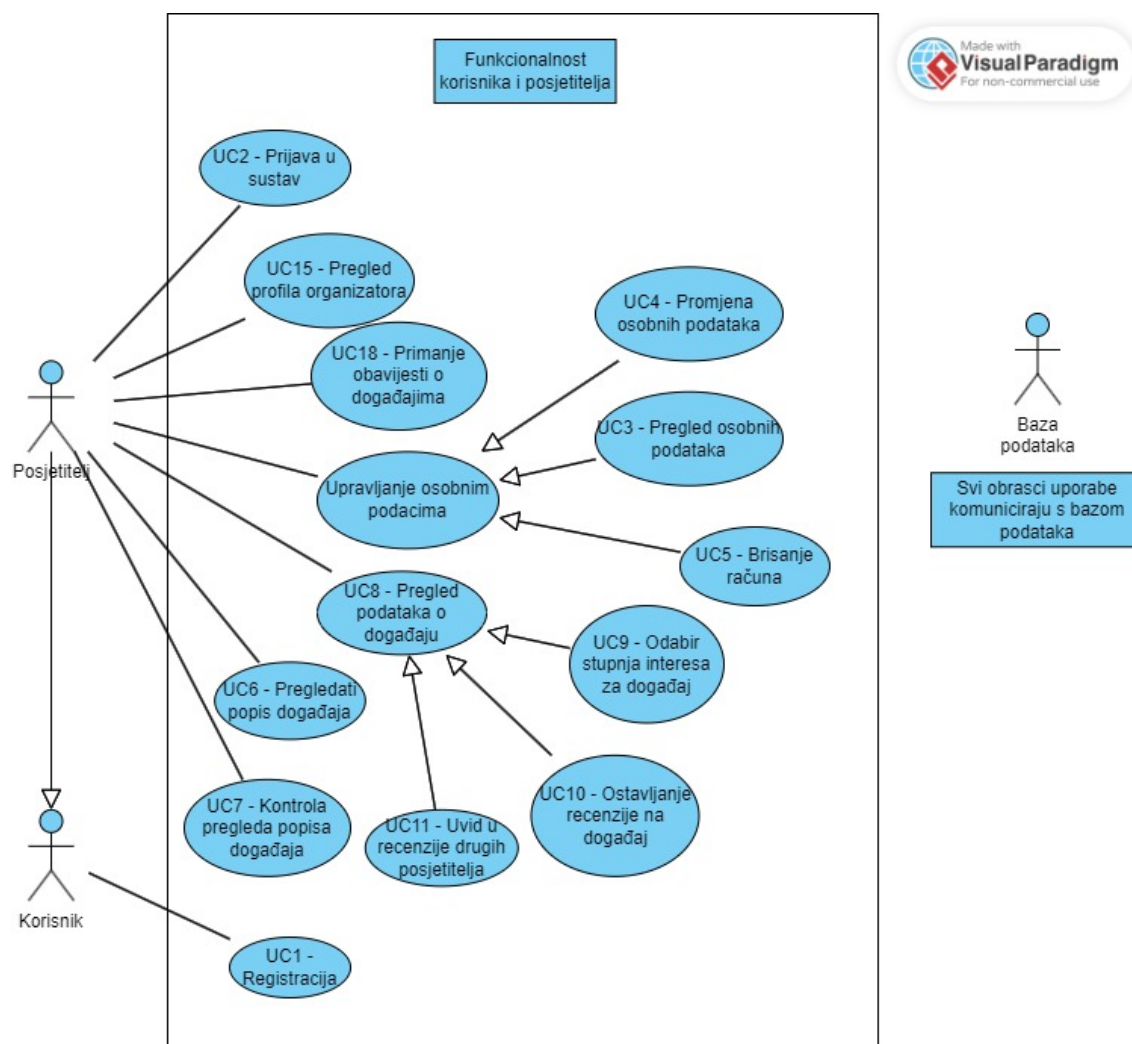 Funkcionalnost
korisnika i posjetitelja
Made with
Visual Paradigm
For non-commercial use
UC2 - Prijava u
sustav
UC15 - Pregled
profila organizatora
UC4 - Promjena
osobnih podataka
UC18 - Primanje
obavijesti o
događajima
UC3 - Pregled osobnih
podataka
Baza
podataka
Posjetitelj
Upravljanje osobnim
podacima
Svi obrasci uporabe
komuniciraju s bazom
podataka
UC5 - Brisanje
računa
UC8 - Pregled
podataka o
događaju
UC9 - Odabir
stupnja interesa
za događaj
UC6 - Pregledati
popis događaja
UC7 - Kontrola
pregleda popisa
događaja
UC11 - Uvid u
recenzije drugih
posjetitelja
UC10 - Ostavljanje
recenzije na
događaj
Korisnik
UC1 -
Registracija